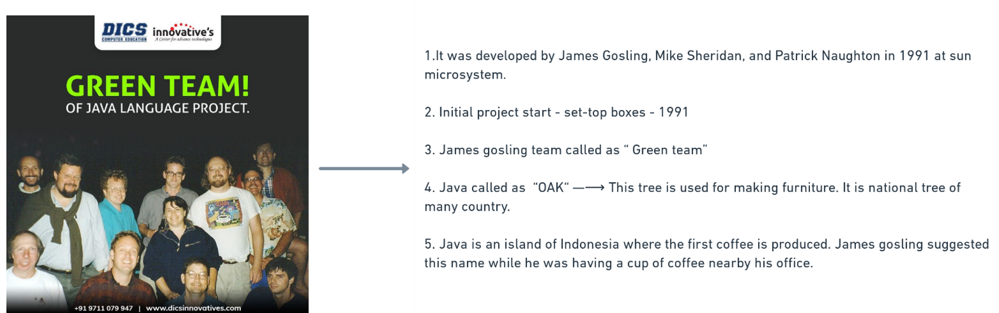 DICS
COMPUTER EDUCATION
innovative's
A Center for advance technologies
GREEN TEAM!
OF JAVA LANGUAGE PROJECT.
+91 9711 079 947 | www.dicsinnovatives.com
1.It was developed by James Gosling, Mike Sheridan, and Patrick Naughton in 1991 at sun
microsystem.
2. Initial project start - set-top boxes - 1991
3. James gosling team called as “ Green team”
4. Java called as “OAK“ —⟶ This tree is used for making furniture. It is national tree of
many country.
5. Java is an island of Indonesia where the first coffee is produced. James gosling suggested
this name while he was having a cup of coffee nearby his office.